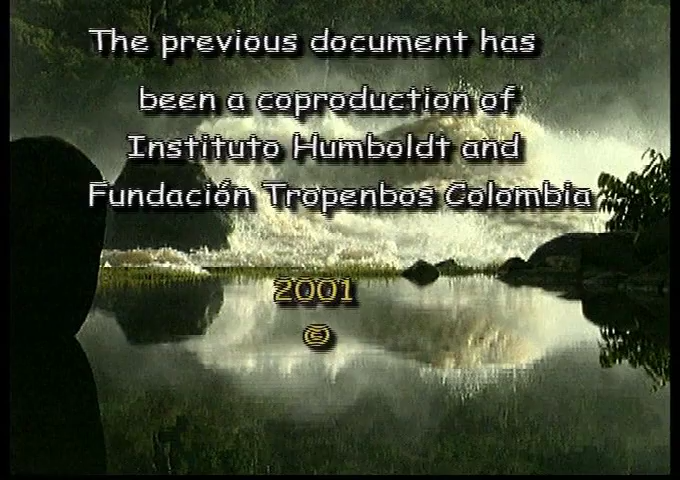 The previous document has
been a coproduction of
Instituto Humboldt and
Fundación Tropenbos Colombia
2001
©